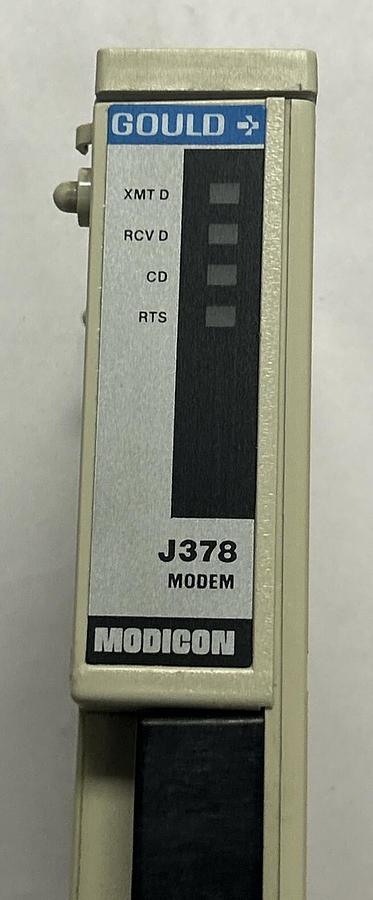 GOULD
XMT D
RCV D
CD
RTS
J378
MODEM
MODICON